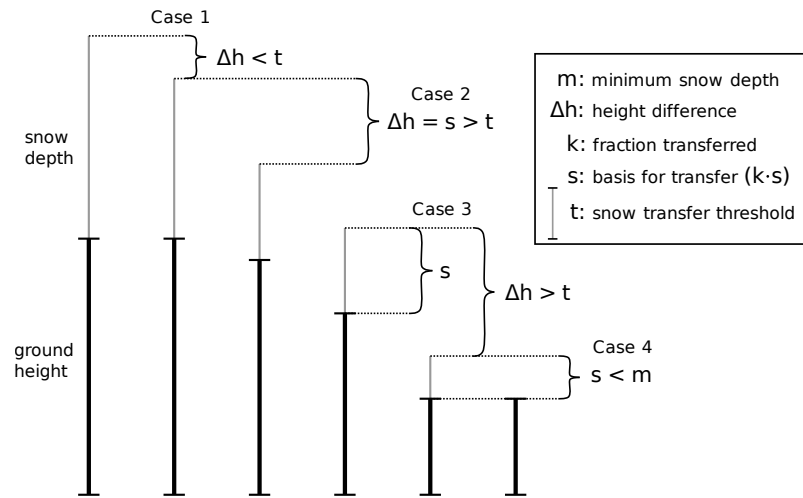 Case 1
Δh < t
Case 2
Δh = s > t
snow
depth
Case 3
s
Δh > t
ground
height
Case 4
s < m
m: minimum snow depth
Δh: height difference
k: fraction transferred
s: basis for transfer (k·s)
t: snow transfer threshold